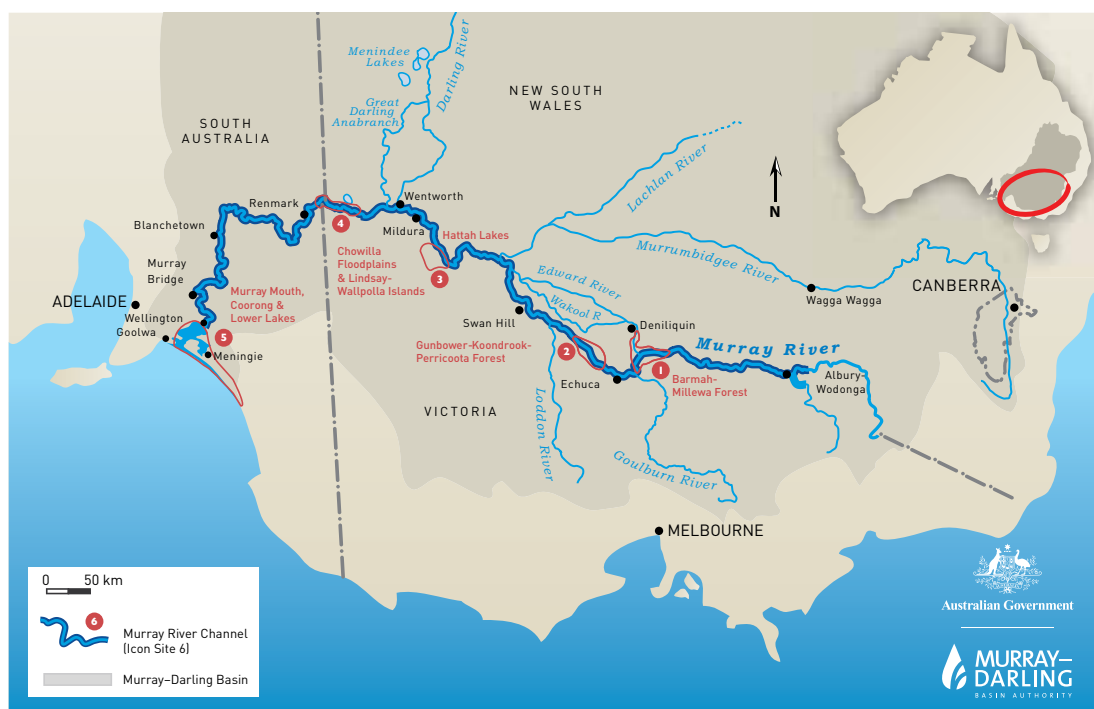 Menindee
Lakes
Darling River
Great
Darling
Anabranch
NEW SOUTH
WALES
SOUTH
AUSTRALIA
Lachlan River
N
Renmark
Wentworth
Mildura
4
Hattah Lakes
3
Chowilla
Floodplains
& Lindsay-
Wallpolla Islands
Blanchetown
Murray
Bridge
Murrumbidgee River
Wagga Wagga
CANBERRA
Edward River
Wakool R
ADELAIDE
Murray Mouth,
Coorong &
Lower Lakes
Wellington
Goolwa
5
Meningie
Swan Hill
Deniliquin
Murray River
Gunbower-Koondrook-
Perricoota Forest
2
1
Echuca
Barmah-
Millewa Forest
Albury-
Wodonga
VICTORIA
Loddon River
Goulburn River
MELBOURNE
0 50 km
6
Murray River Channel
(Icon Site 6)
Murray–Darling Basin
Australian Government
MURRAY–
DARLING
BASIN AUTHORITY